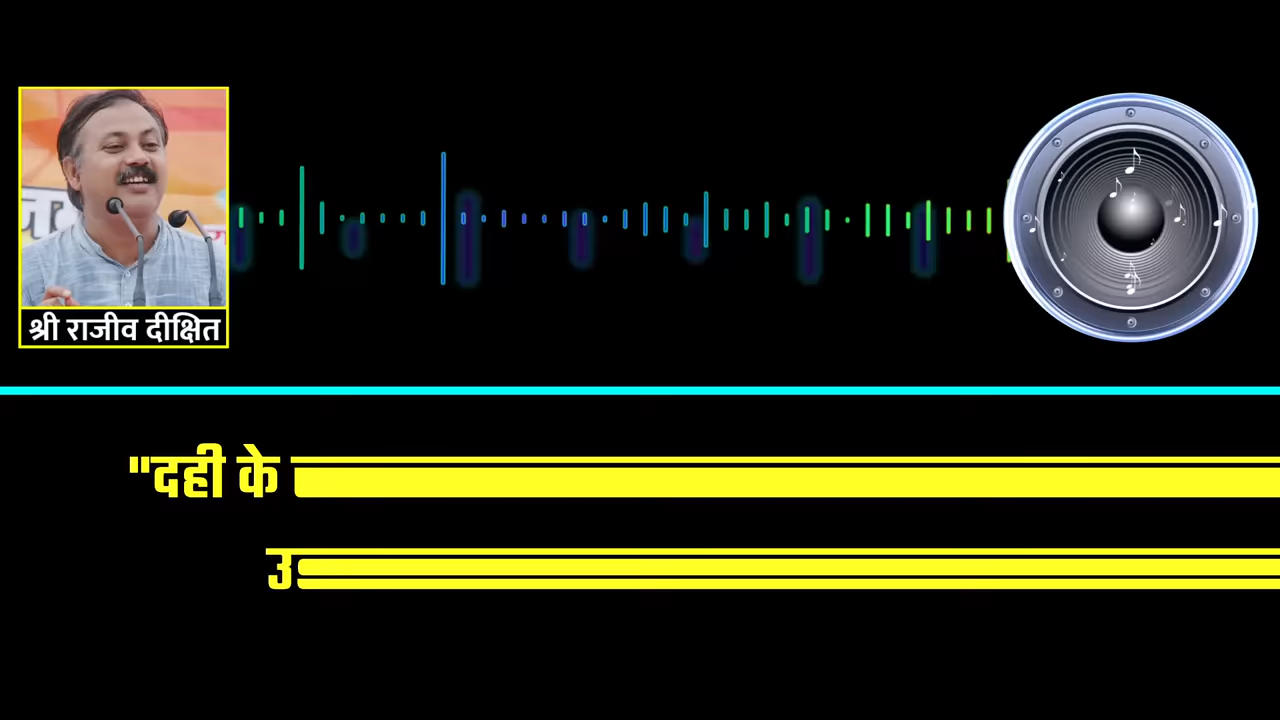 श्री राजीव दीक्षित
"दही के
उ